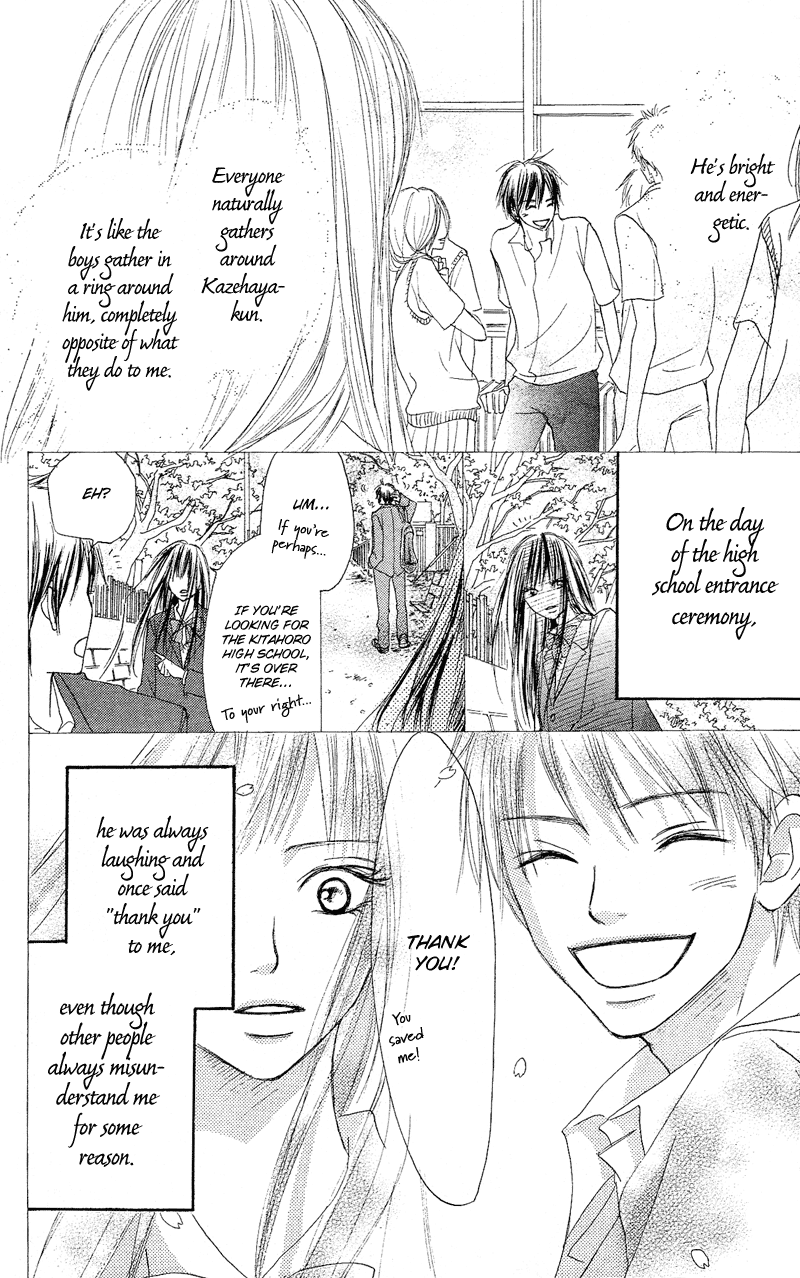 He's bright
and ener-
getic.
Everyone
naturally
gathers
around
Kazehaya-
kun.
It's like the
boys gather in
a ring around
him, completely
opposite of what
they do to me.
On the day
of the high
school entrance
ceremony,
UM...
If you're
perhaps...
IF YOU'RE
LOOKING FOR
THE KITAHORO
HIGH SCHOOL,
IT'S OVER
THERE...
To your right...
EH?
THANK
YOU!
You
saved
me!
he was always
laughing and
once said
"thank you"
to me,
even though
other people
always misun-
derstand me
for some
reason.